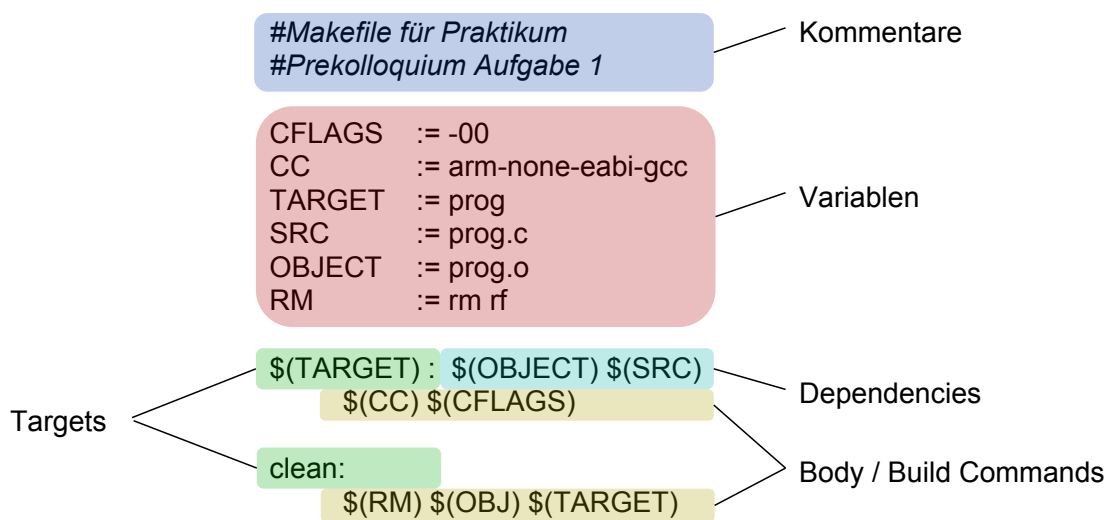 #Makefile für Praktikum
#Prekolloquium Aufgabe 1
Kommentare
CFLAGS := -00
CC := arm-none-eabi-gcc
TARGET := prog
SRC := prog.c
OBJECT := prog.o
RM := rm rf
Variablen
$(TARGET) : $(OBJECT) $(SRC)
$(CC) $(CFLAGS)
Dependencies
Targets
clean:
$(RM) $(OBJ) $(TARGET)
Body / Build Commands